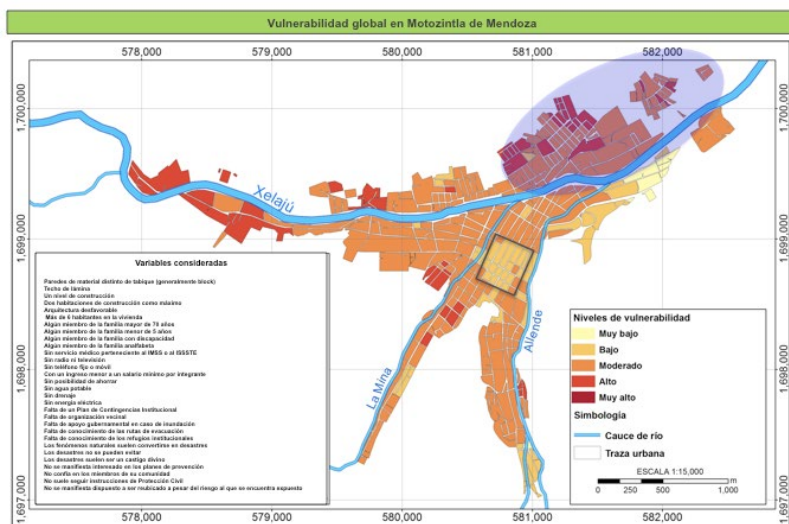 Vulnerabilidad global en Motozintla de Mendoza
578,000 579,000 580,000 581,000 582,000
1,700,000 1,700,000
Xelajú
1,699,000 1,699,000
Variables consideradas
Paredes de material distinto de tabique (generalmente block)
Techo de lámina
Un nivel de construcción
Dos habitaciones de construcción como máximo
Arquitectura desfavorable
Más de 6 habitantes en la vivienda
Algún miembro de la familia mayor de 70 años
Algún miembro de la familia menor de 5 años
Algún miembro de la familia con discapacidad
Algún miembro de la familia analfabeta
Sin servicio médico perteneciente al IMSS o al ISSSTE
Sin radio ni televisión
Sin teléfono fijo o móvil
Con un ingreso menor a un salario mínimo por integrante
Sin posibilidad de ahorrar
Sin agua potable
Sin drenaje
Sin energía eléctrica
Falta de un Plan de Contingencias Institucional
Falta de organización vecinal
Falta de apoyo gubernamental en caso de inundación
Falta de conocimiento de las rutas de evacuación
Falta de conocimiento de los refugios institucionales
Los fenómenos naturales suelen convertirse en desastres
Los desastres no se pueden evitar
Los desastres suelen ser un castigo divino
No se manifiesta interesado en los planes de prevención
No confía en los miembros de su comunidad
No suele seguir instrucciones de Protección Civil
No se manifiesta dispuesto a ser reubicado a pesar del riesgo al que se encuentra expuesto
La Mina
Allende
1,698,000 1,698,000
Niveles de vulnerabilidad
Muy bajo
Bajo
Moderado
Alto
Muy alto
Simbología
Cauce de río
Traza urbana
ESCALA 1:15,000
0 250 500 1,000 m
1,697,000 1,697,000
578,000 579,000 580,000 581,000 582,000